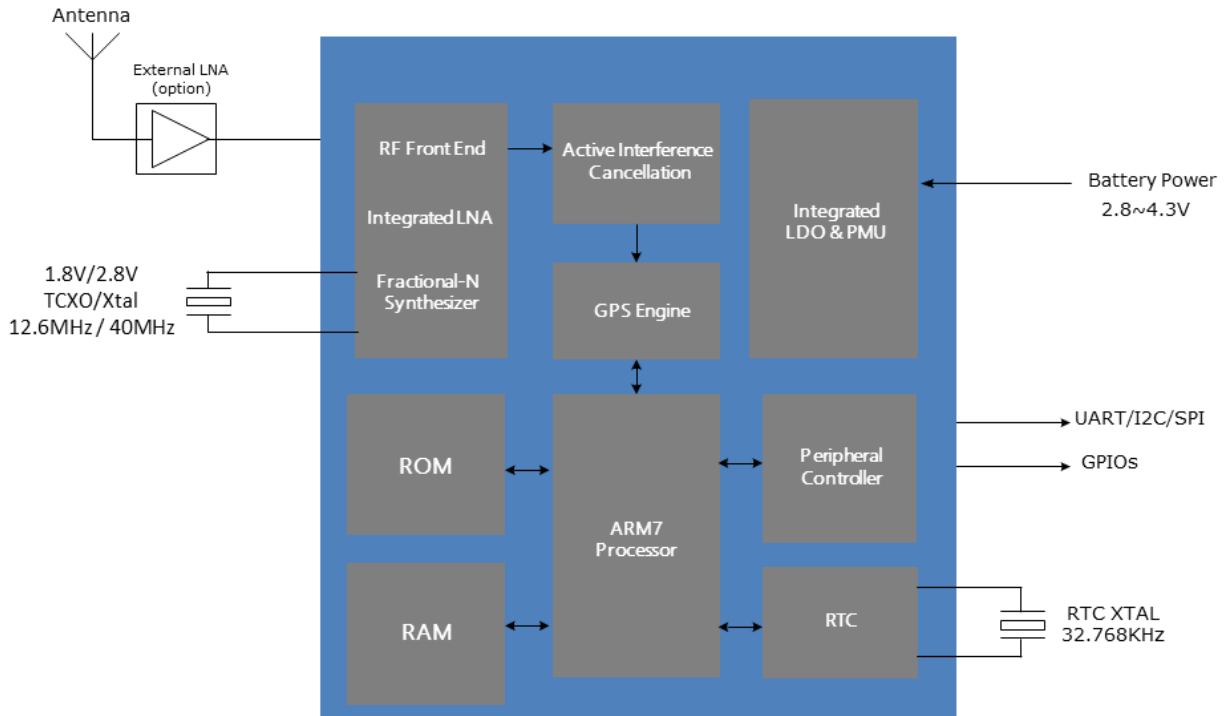 Antenna
External LNA
(option)
RF Front End
Integrated LNA
Fractional-N
Synthesizer
Active Interference
Cancellation
Integrated
LDO & PMU
Battery Power
2.8~4.3V
1.8V/2.8V
TCXO/Xtal
12.6MHz / 40MHz
GPS Engine
ROM
ARM7
Processor
Peripheral
Controller
UART/I2C/SPI
GPIOs
RAM
RTC
RTC XTAL
32.768KHz